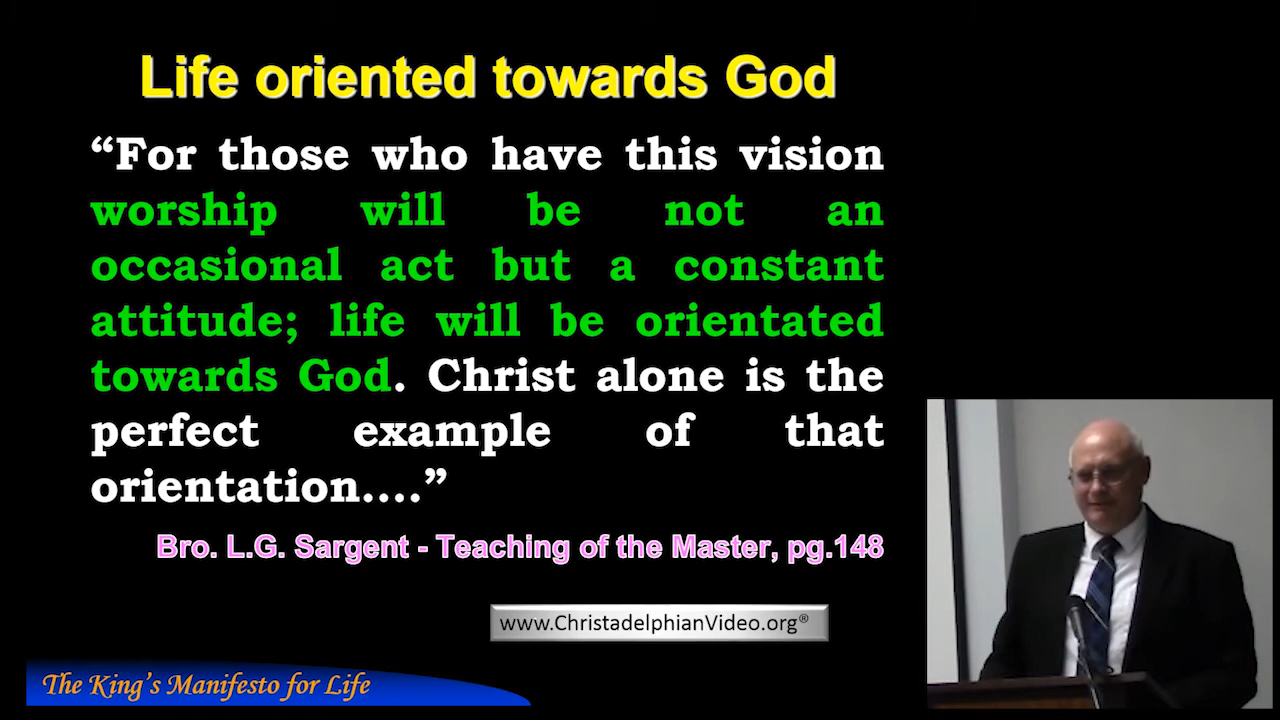 Life oriented towards God
“For those who have this vision
worship will be not an
occasional act but a constant
attitude; life will be orientated
towards God. Christ alone is the
perfect example of that
orientation....”
Bro. L.G. Sargent - Teaching of the Master, pg.148
www.ChristadelphianVideo.org®
The King’s Manifesto for Life